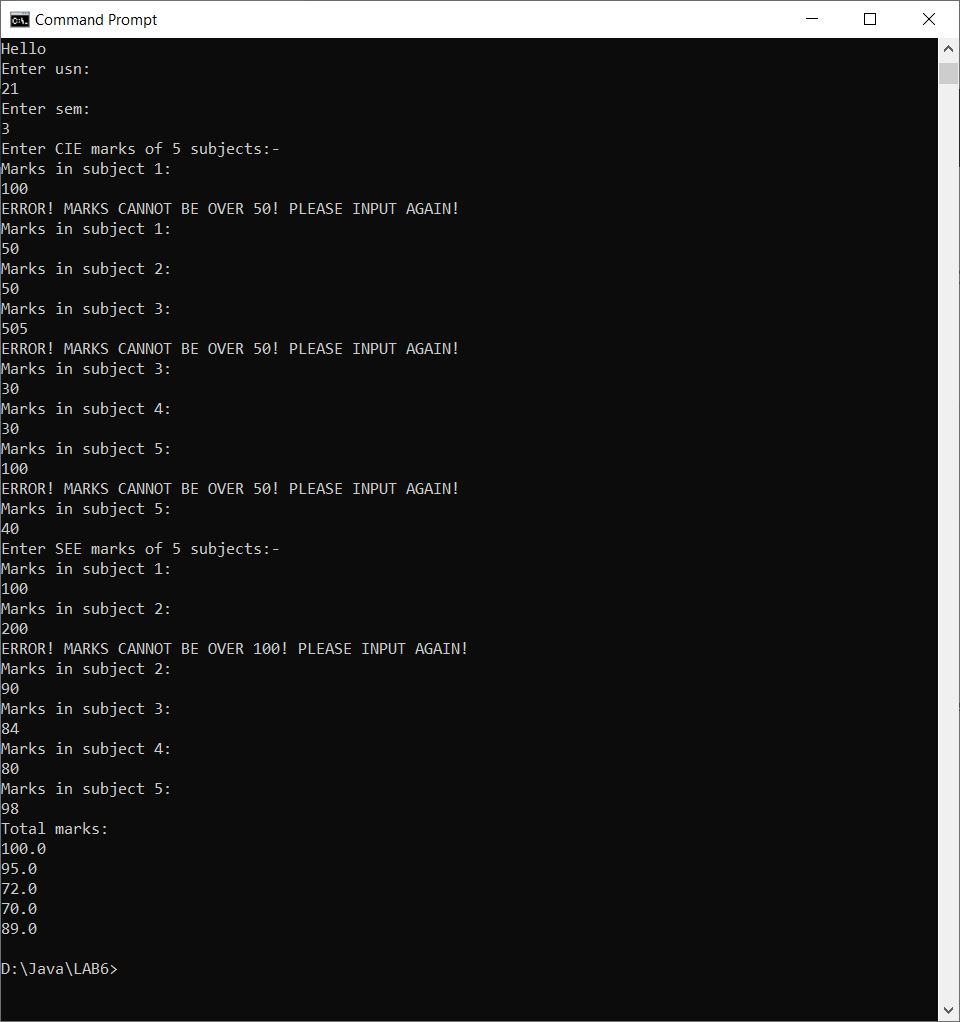 Command Prompt
Hello
Enter usn:
21
Enter sem:
3
Enter CIE marks of 5 subjects:-
Marks in subject 1:
100
ERROR! MARKS CANNOT BE OVER 50! PLEASE INPUT AGAIN!
Marks in subject 1:
50
Marks in subject 2:
50
Marks in subject 3:
505
ERROR! MARKS CANNOT BE OVER 50! PLEASE INPUT AGAIN!
Marks in subject 3:
30
Marks in subject 4:
30
Marks in subject 5:
100
ERROR! MARKS CANNOT BE OVER 50! PLEASE INPUT AGAIN!
Marks in subject 5:
40
Enter SEE marks of 5 subjects:-
Marks in subject 1:
100
Marks in subject 2:
200
ERROR! MARKS CANNOT BE OVER 100! PLEASE INPUT AGAIN!
Marks in subject 2:
90
Marks in subject 3:
84
Marks in subject 4:
80
Marks in subject 5:
98
Total marks:
100.0
95.0
72.0
70.0
89.0
D:\Java\LAB6>